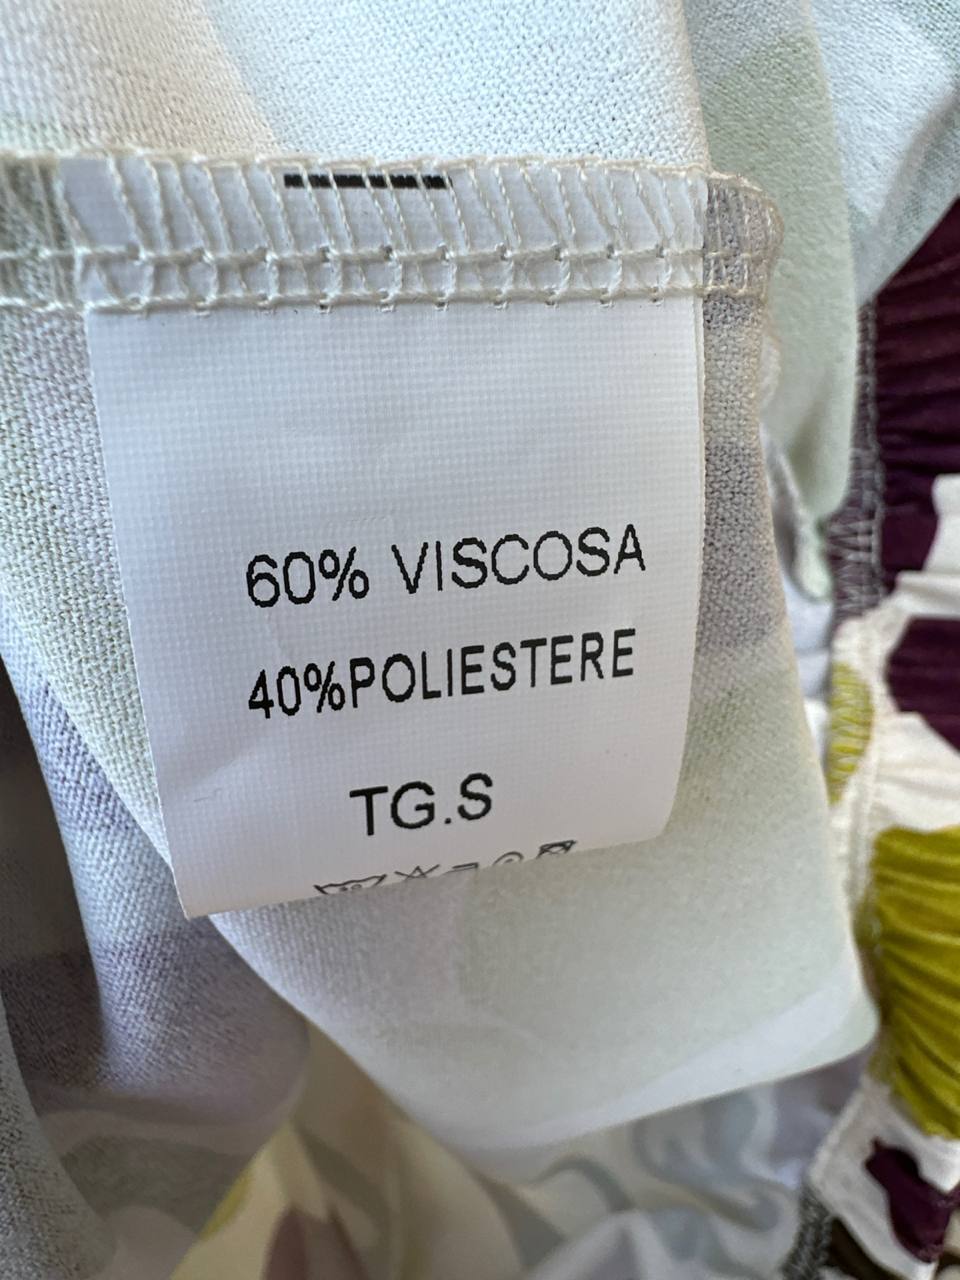 60% VISCOSA
40%POLIESTERE
TG.S